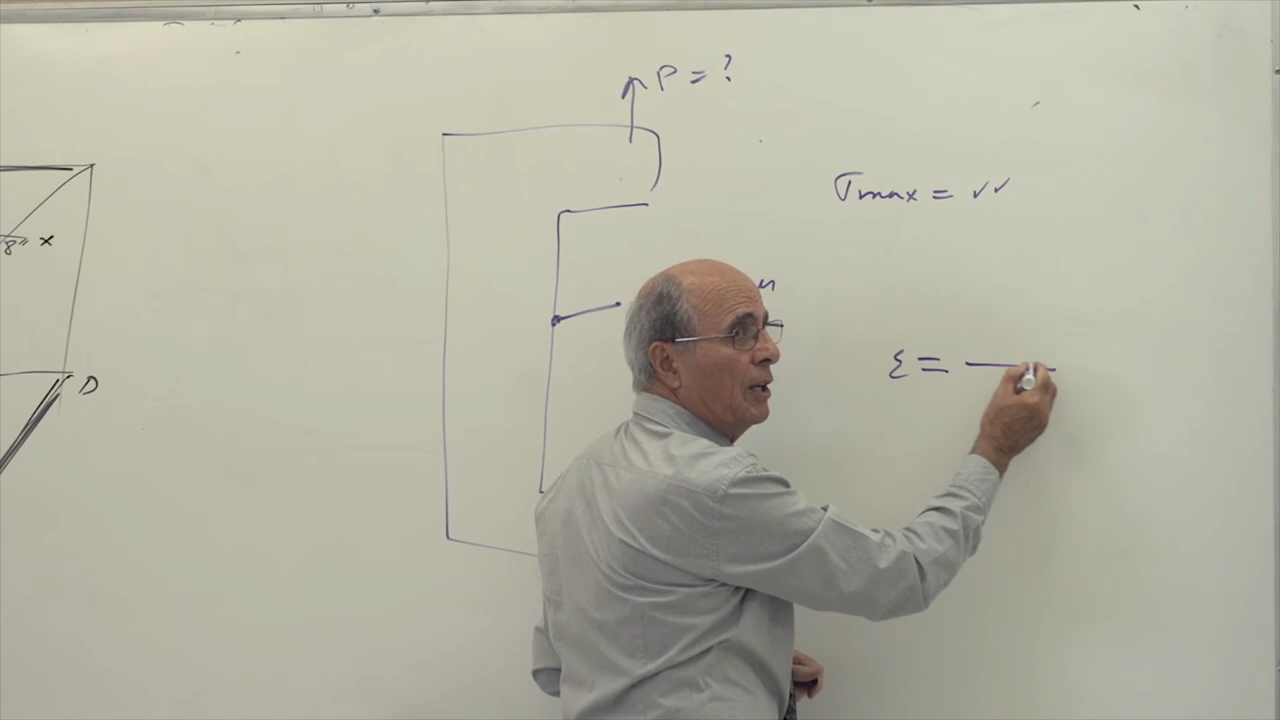 P = ?
σmax = ✓✓
8" x
ε =
D